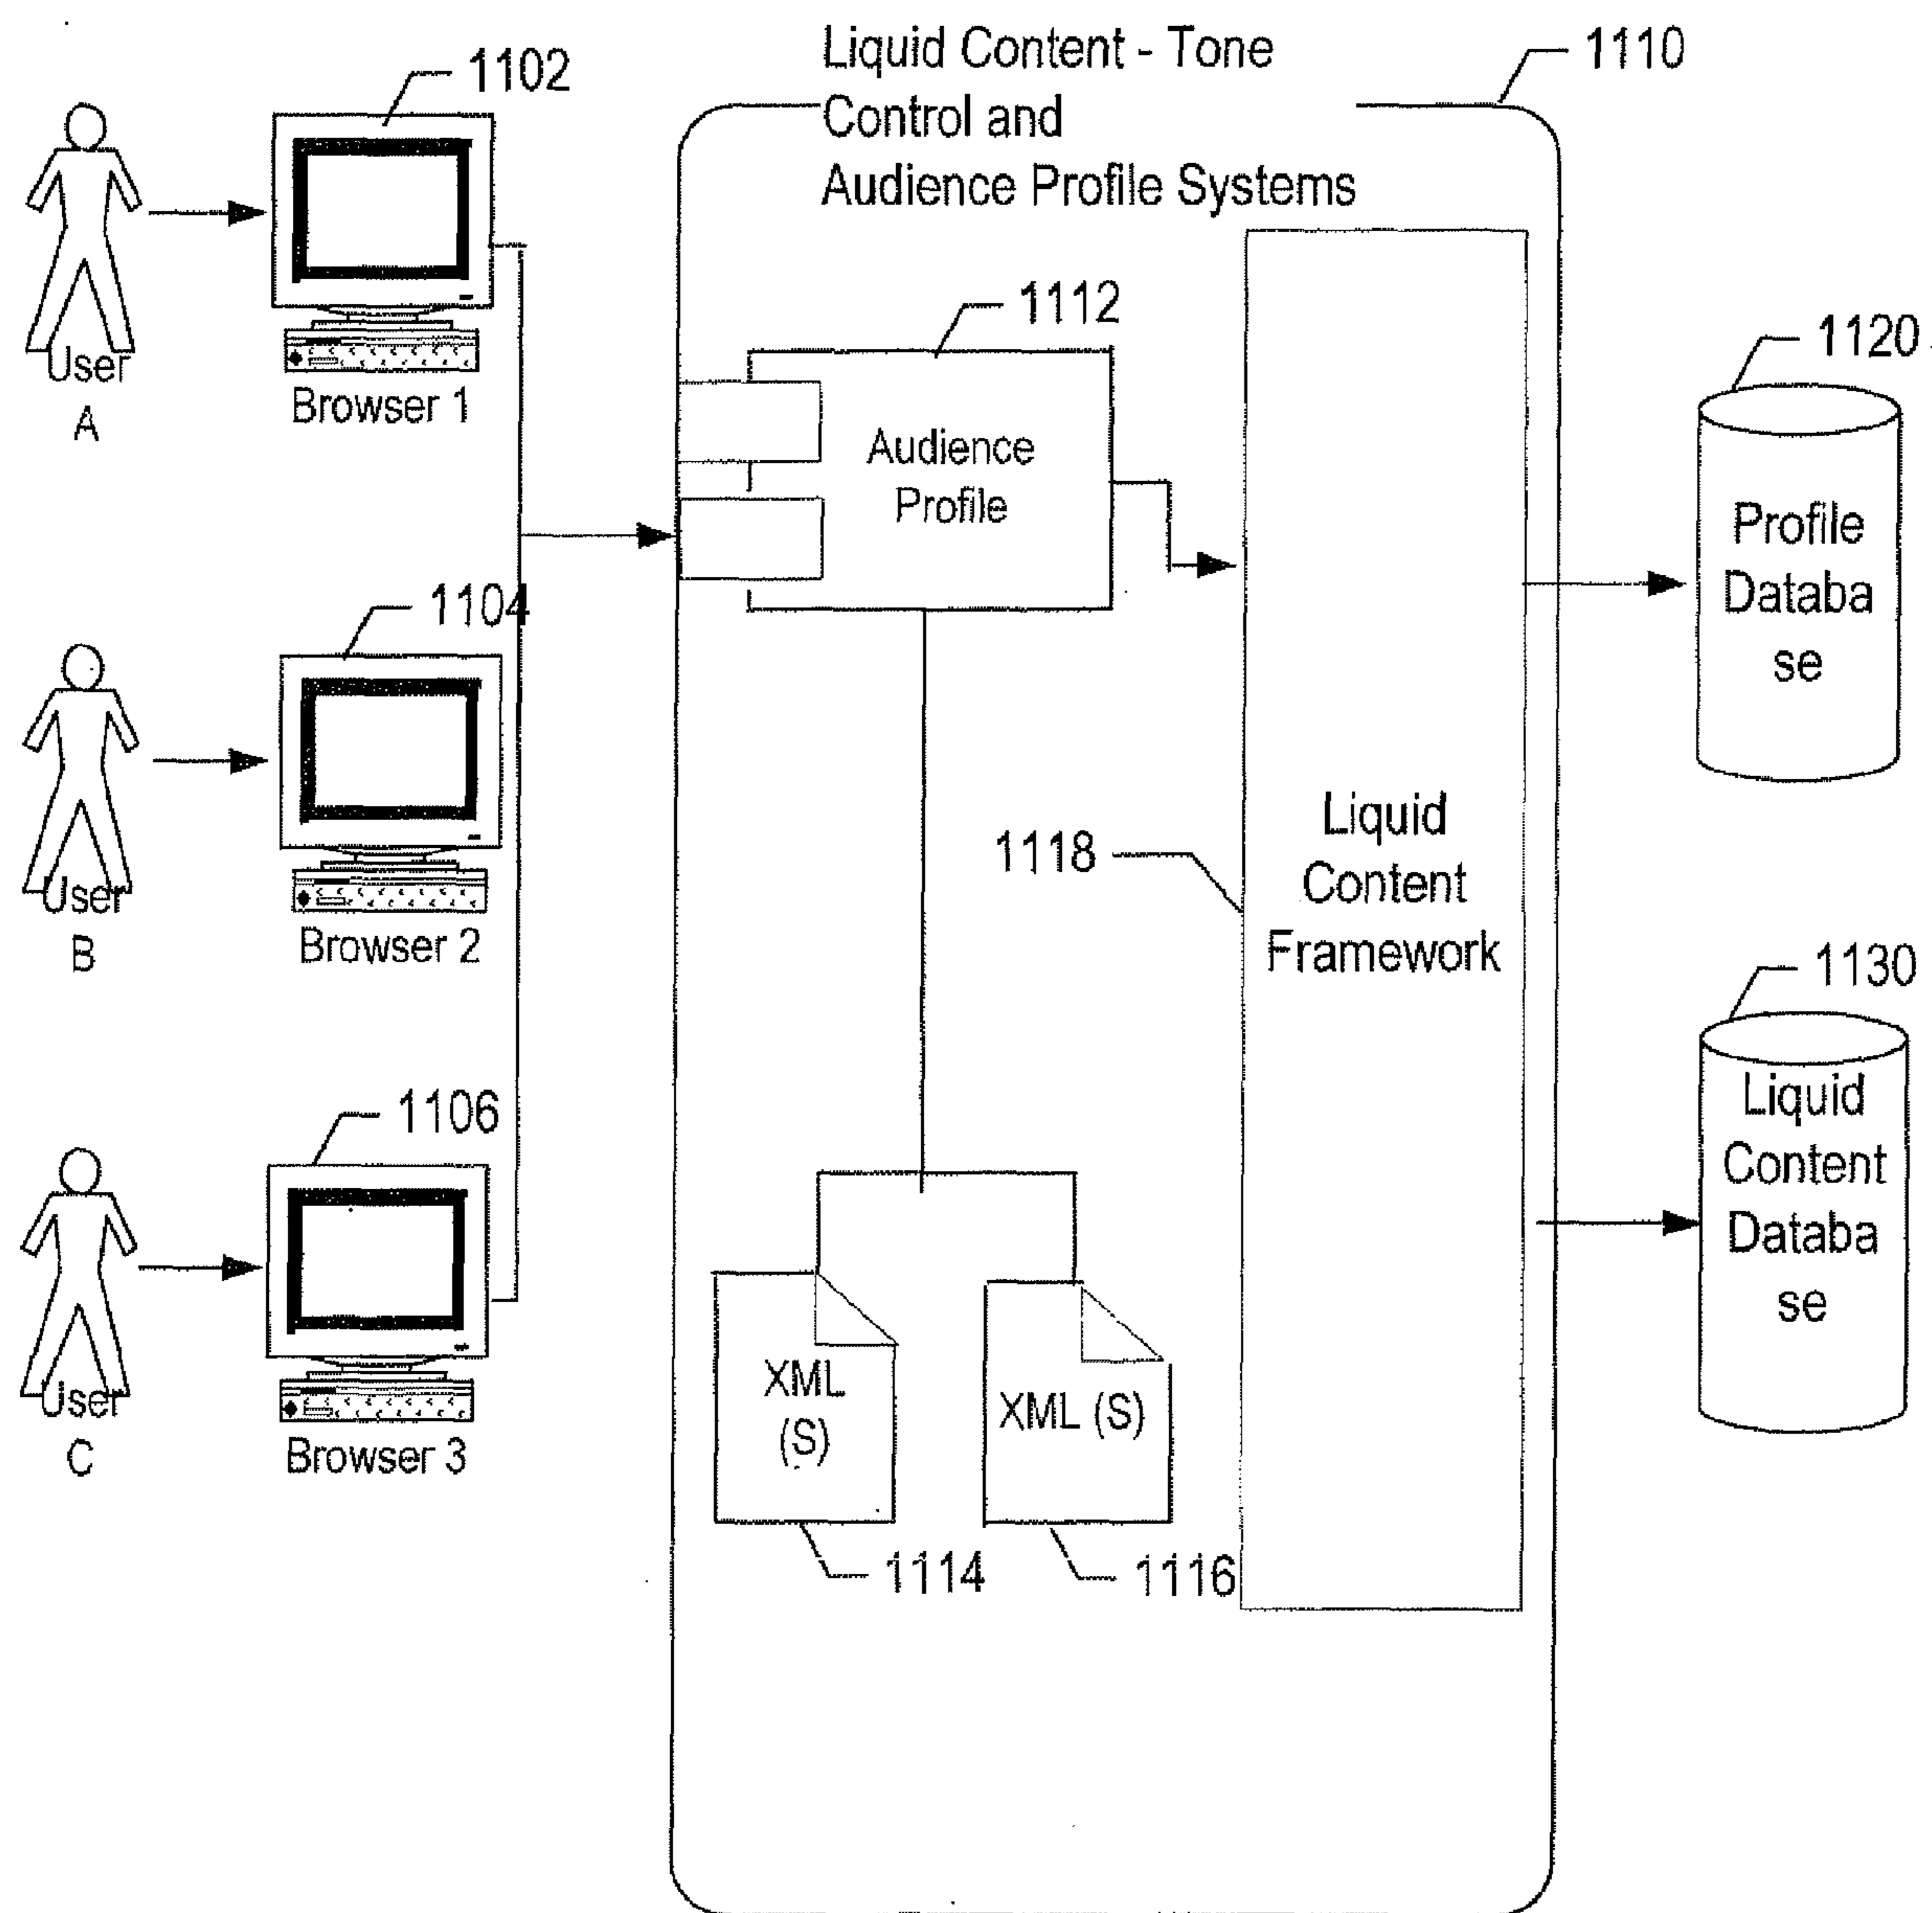 Liquid Content - Tone
Control and
Audience Profile Systems
1110
1102
User
A
Browser 1
1112
Audience
Profile
1120
Profile
Databa
se
1104
User
B
Browser 2
1118
Liquid
Content
Framework
1130
Liquid
Content
Databa
se
1106
User
C
Browser 3
XML
(S)
XML (S)
1114
1116